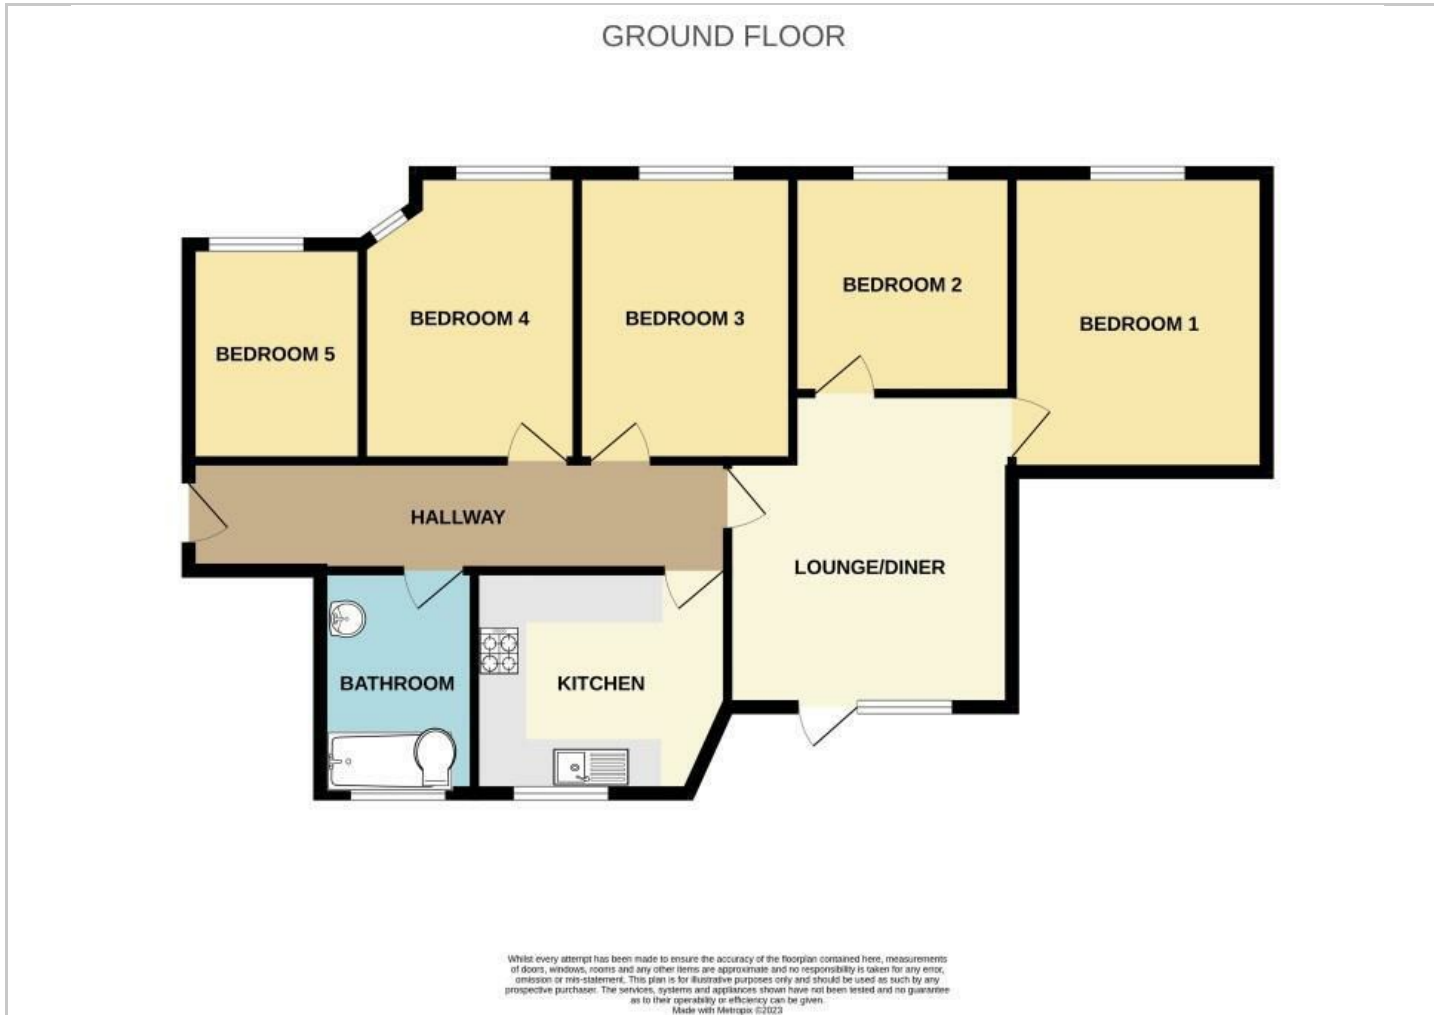 GROUND FLOOR
BEDROOM 2
BEDROOM 4
BEDROOM 3
BEDROOM 1
BEDROOM 5
HALLWAY
LOUNGE/DINER
BATHROOM
KITCHEN
Whilst every attempt has been made to ensure the accuracy of the floorplan contained here, measurements
of doors, windows, rooms and any other items are approximate and no responsibility is taken for any error,
omission or mis-statement. This plan is for illustrative purposes only and should be used as such by any
prospective purchaser. The services, systems and appliances shown have not been tested and no guarantee
as to their operability or efficiency can be given.
Made with Metropix ©2023